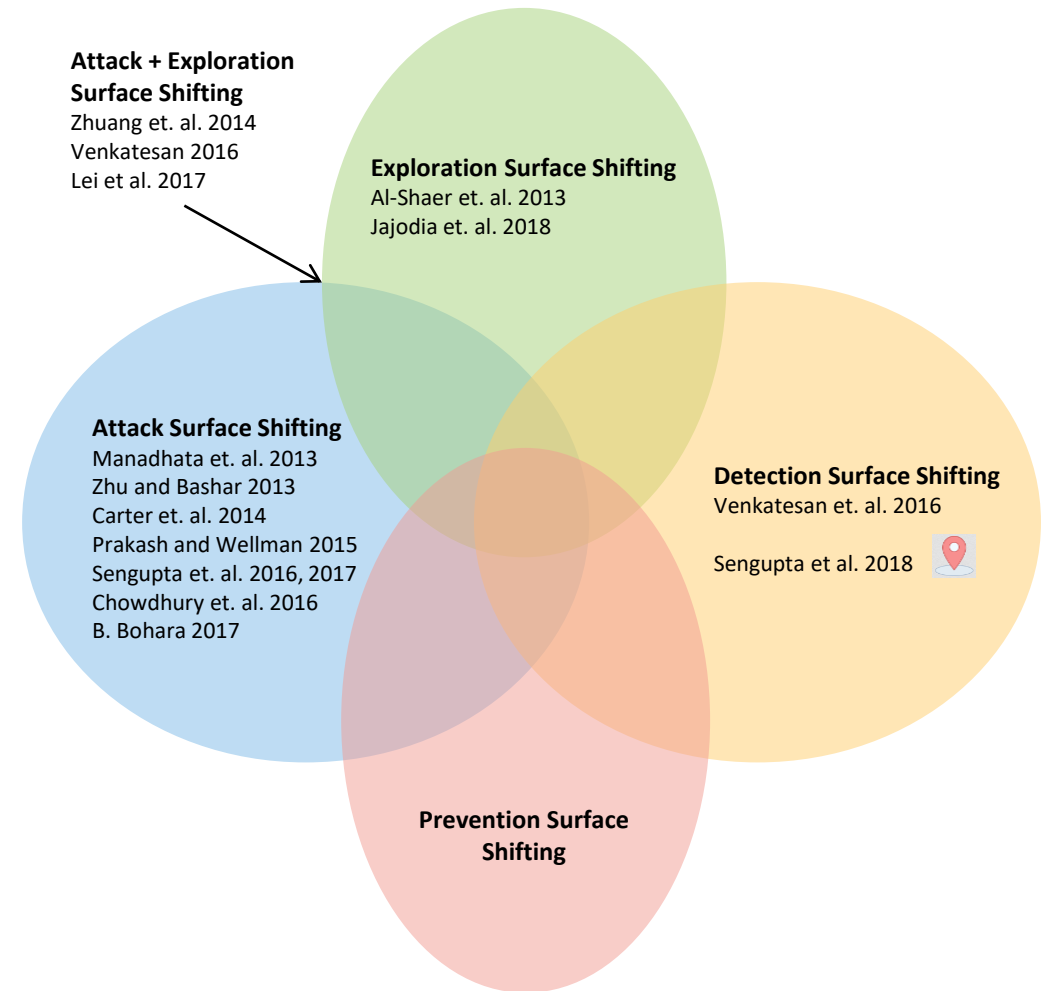 Attack + Exploration
Surface Shifting
Zhuang et. al. 2014
Venkatesan 2016
Lei et al. 2017
Exploration Surface Shifting
Al-Shaer et. al. 2013
Jajodia et. al. 2018
Attack Surface Shifting
Manadhata et. al. 2013
Zhu and Bashar 2013
Carter et. al. 2014
Prakash and Wellman 2015
Sengupta et. al. 2016, 2017
Chowdhury et. al. 2016
B. Bohara 2017
Detection Surface Shifting
Venkatesan et. al. 2016
Sengupta et al. 2018
Prevention Surface
Shifting